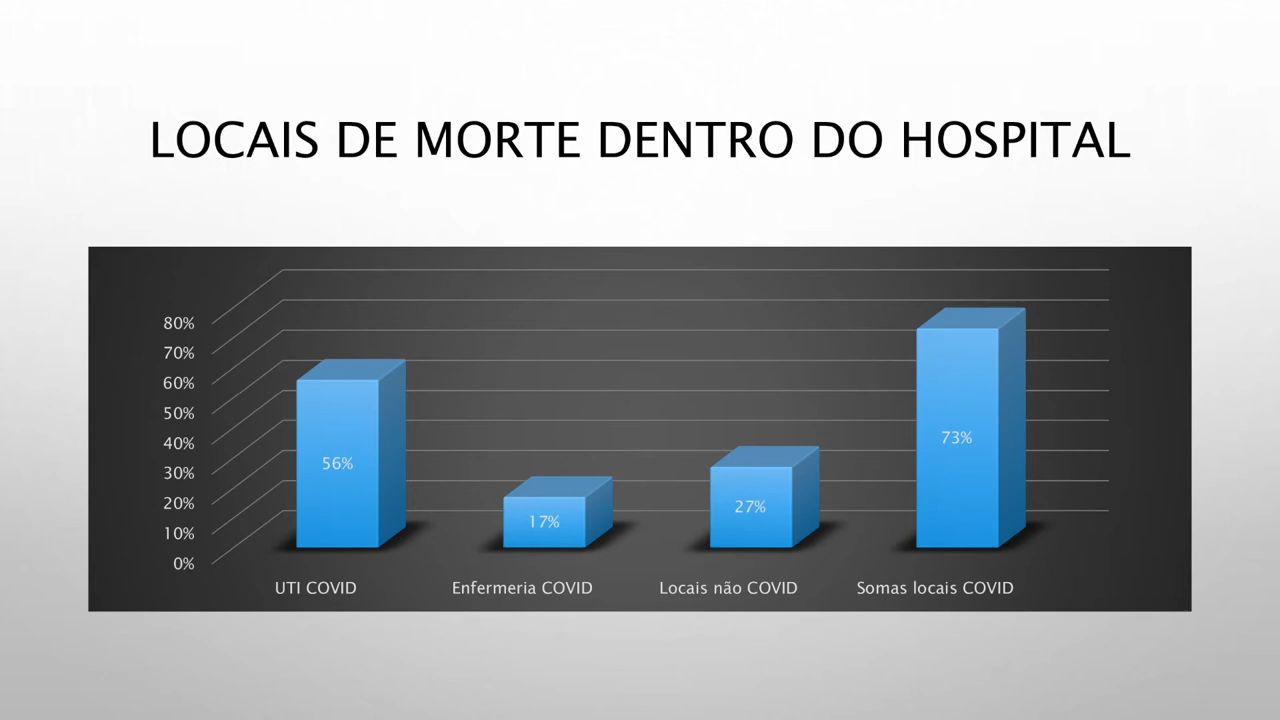 LOCAIS DE MORTE DENTRO DO HOSPITAL
80%
70%
60%
50%
40%
30%
20%
10%
0%
56%
17%
27%
73%
UTI COVID
Enfermeria COVID
Locais não COVID
Somas locais COVID